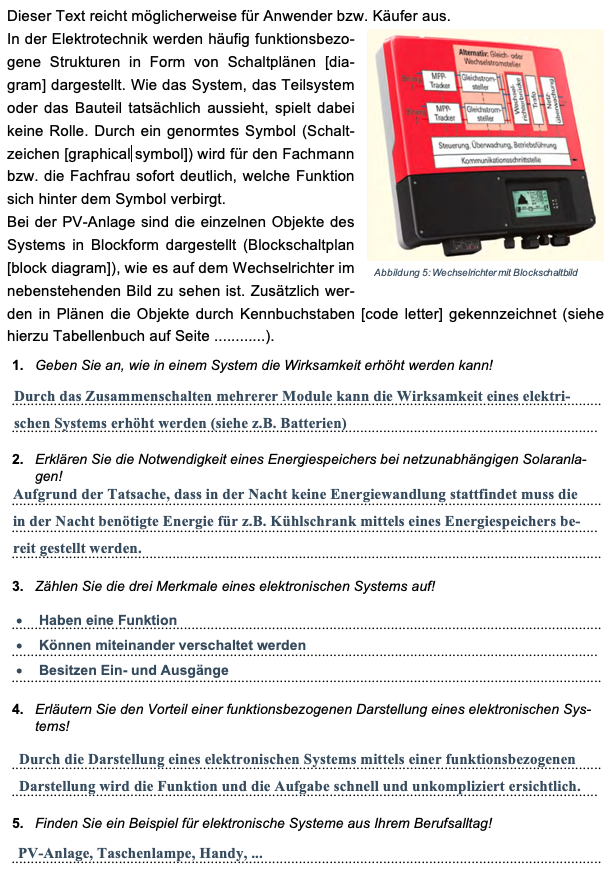 Dieser Text reicht möglicherweise für Anwender bzw. Käufer aus.
In der Elektrotechnik werden häufig funktionsbezo-
gene Strukturen in Form von Schaltplänen [dia-
gram] dargestellt. Wie das System, das Teilsystem
oder das Bauteil tatsächlich aussieht, spielt dabei
keine Rolle. Durch ein genormtes Symbol (Schalt-
zeichen [graphical symbol]) wird für den Fachmann
bzw. die Fachfrau sofort deutlich, welche Funktion
sich hinter dem Symbol verbirgt.
Bei der PV-Anlage sind die einzelnen Objekte des
Systems in Blockform dargestellt (Blockschaltplan
[block diagram]), wie es auf dem Wechselrichter im
nebenstehenden Bild zu sehen ist. Zusätzlich wer-
den in Plänen die Objekte durch Kennbuchstaben [code letter] gekennzeichnet (siehe
hierzu Tabellenbuch auf Seite ............).
Alternativ: Gleich- oder
Wechselstromsteller
MPP-
Tracker
Gleichstrom-
steller
MPP-
Tracker
Gleichstrom-
steller
Wechsel-
richterbrücke
Trafo
Netz-
überwachung
Steuerung, Überwachung, Betriebsführung
Kommunikationsschnittstelle
Abbildung 5: Wechselrichter mit Blockschaltbild
1. Geben Sie an, wie in einem System die Wirksamkeit erhöht werden kann!
Durch das Zusammenschalten mehrerer Module kann die Wirksamkeit eines elektri-
schen Systems erhöht werden (siehe z.B. Batterien)
2. Erklären Sie die Notwendigkeit eines Energiespeichers bei netzunabhängigen Solaranla-
gen!
Aufgrund der Tatsache, dass in der Nacht keine Energiewandlung stattfindet muss die
in der Nacht benötigte Energie für z.B. Kühlschrank mittels eines Energiespeichers be-
reit gestellt werden.
3. Zählen Sie die drei Merkmale eines elektronischen Systems auf!
• Haben eine Funktion
• Können miteinander verschaltet werden
• Besitzen Ein- und Ausgänge
4. Erläutern Sie den Vorteil einer funktionsbezogenen Darstellung eines elektronischen Sys-
tems!
Durch die Darstellung eines elektronischen Systems mittels einer funktionsbezogenen
Darstellung wird die Funktion und die Aufgabe schnell und unkompliziert ersichtlich.
5. Finden Sie ein Beispiel für elektronische Systeme aus Ihrem Berufsalltag!
PV-Anlage, Taschenlampe, Handy, ...